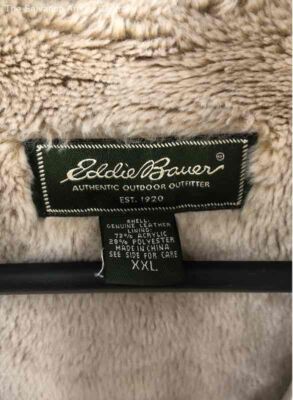 The Salvation Army
Eddie Bauer
®
AUTHENTIC OUTDOOR OUTFITTER
EST. 1920
SHELL:
GENUINE LEATHER
LINING:
72% ACRYLIC
28% POLYESTER
MADE IN CHINA
SEE SIDE FOR CARE
XXL